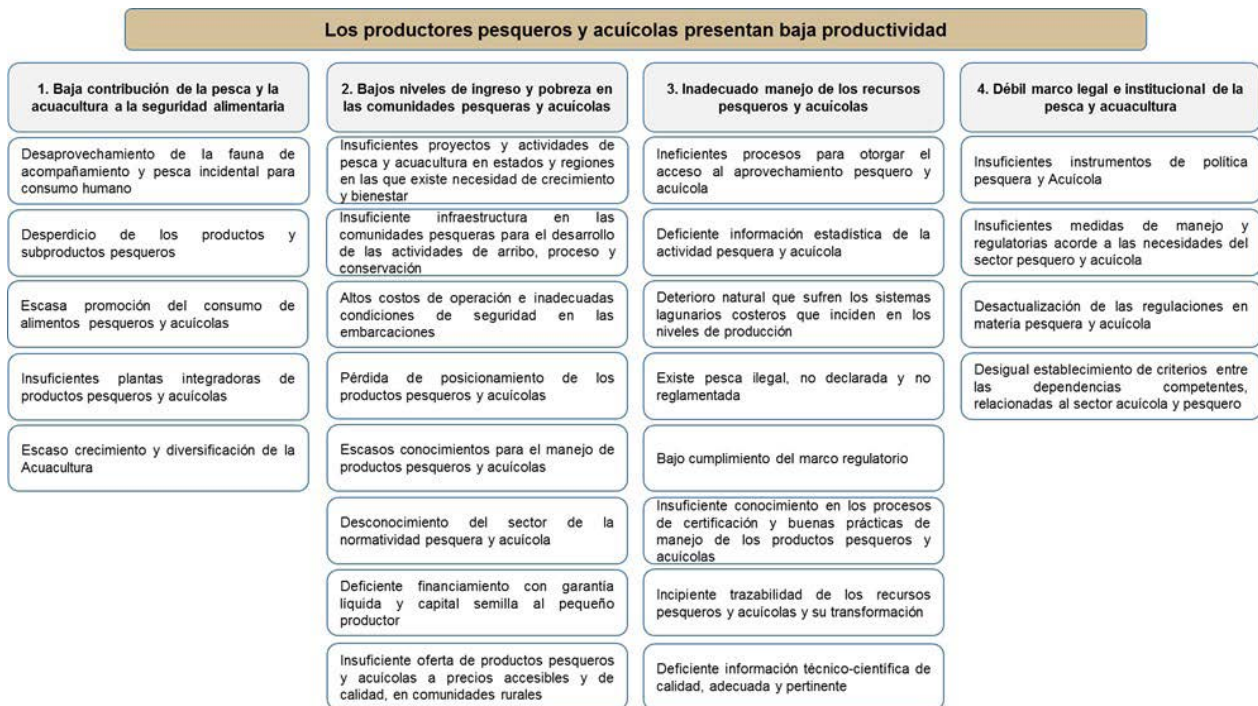 Los productores pesqueros y acuícolas presentan baja productividad
1. Baja contribución de la pesca y la
acuacultura a la seguridad alimentaria
Desaprovechamiento de la fauna de
acompañamiento y pesca incidental para
consumo humano
Desperdicio de los productos y
subproductos pesqueros
Escasa promoción del consumo de
alimentos pesqueros y acuícolas
Insuficientes plantas integradoras de
productos pesqueros y acuícolas
Escaso crecimiento y diversificación de la
Acuacultura
2. Bajos niveles de ingreso y pobreza en
las comunidades pesqueras y acuícolas
Insuficientes proyectos y actividades de
pesca y acuacultura en estados y regiones
en las que existe necesidad de crecimiento
y bienestar
Insuficiente infraestructura en las
comunidades pesqueras para el desarrollo
de las actividades de arribo, proceso y
conservación
Altos costos de operación e inadecuadas
condiciones de seguridad en las
embarcaciones
Pérdida de posicionamiento de los
productos pesqueros y acuícolas
Escasos conocimientos para el manejo de
productos pesqueros y acuícolas
Desconocimiento del sector de la
normatividad pesquera y acuícola
Deficiente financiamiento con garantía
líquida y capital semilla al pequeño
productor
Insuficiente oferta de productos pesqueros
y acuícolas a precios accesibles y de
calidad, en comunidades rurales
3. Inadecuado manejo de los recursos
pesqueros y acuícolas
Ineficientes procesos para otorgar el
acceso al aprovechamiento pesquero y
acuícola
Deficiente información estadística de la
actividad pesquera y acuícola
Deterioro natural que sufren los sistemas
lagunarios costeros que inciden en los
niveles de producción
Existe pesca ilegal, no declarada y no
reglamentada
Bajo cumplimiento del marco regulatorio
Insuficiente conocimiento en los procesos
de certificación y buenas prácticas de
manejo de los productos pesqueros y
acuícolas
Incipiente trazabilidad de los recursos
pesqueros y acuícolas y su transformación
Deficiente información técnico-científica de
calidad, adecuada y pertinente
4. Débil marco legal e institucional de la
pesca y acuacultura
Insuficientes instrumentos de política
pesquera y Acuícola
Insuficientes medidas de manejo y
regulatorias acorde a las necesidades del
sector pesquero y acuícola
Desactualización de las regulaciones en
materia pesquera y acuícola
Desigual establecimiento de criterios entre
las dependencias competentes,
relacionadas al sector acuícola y pesquero